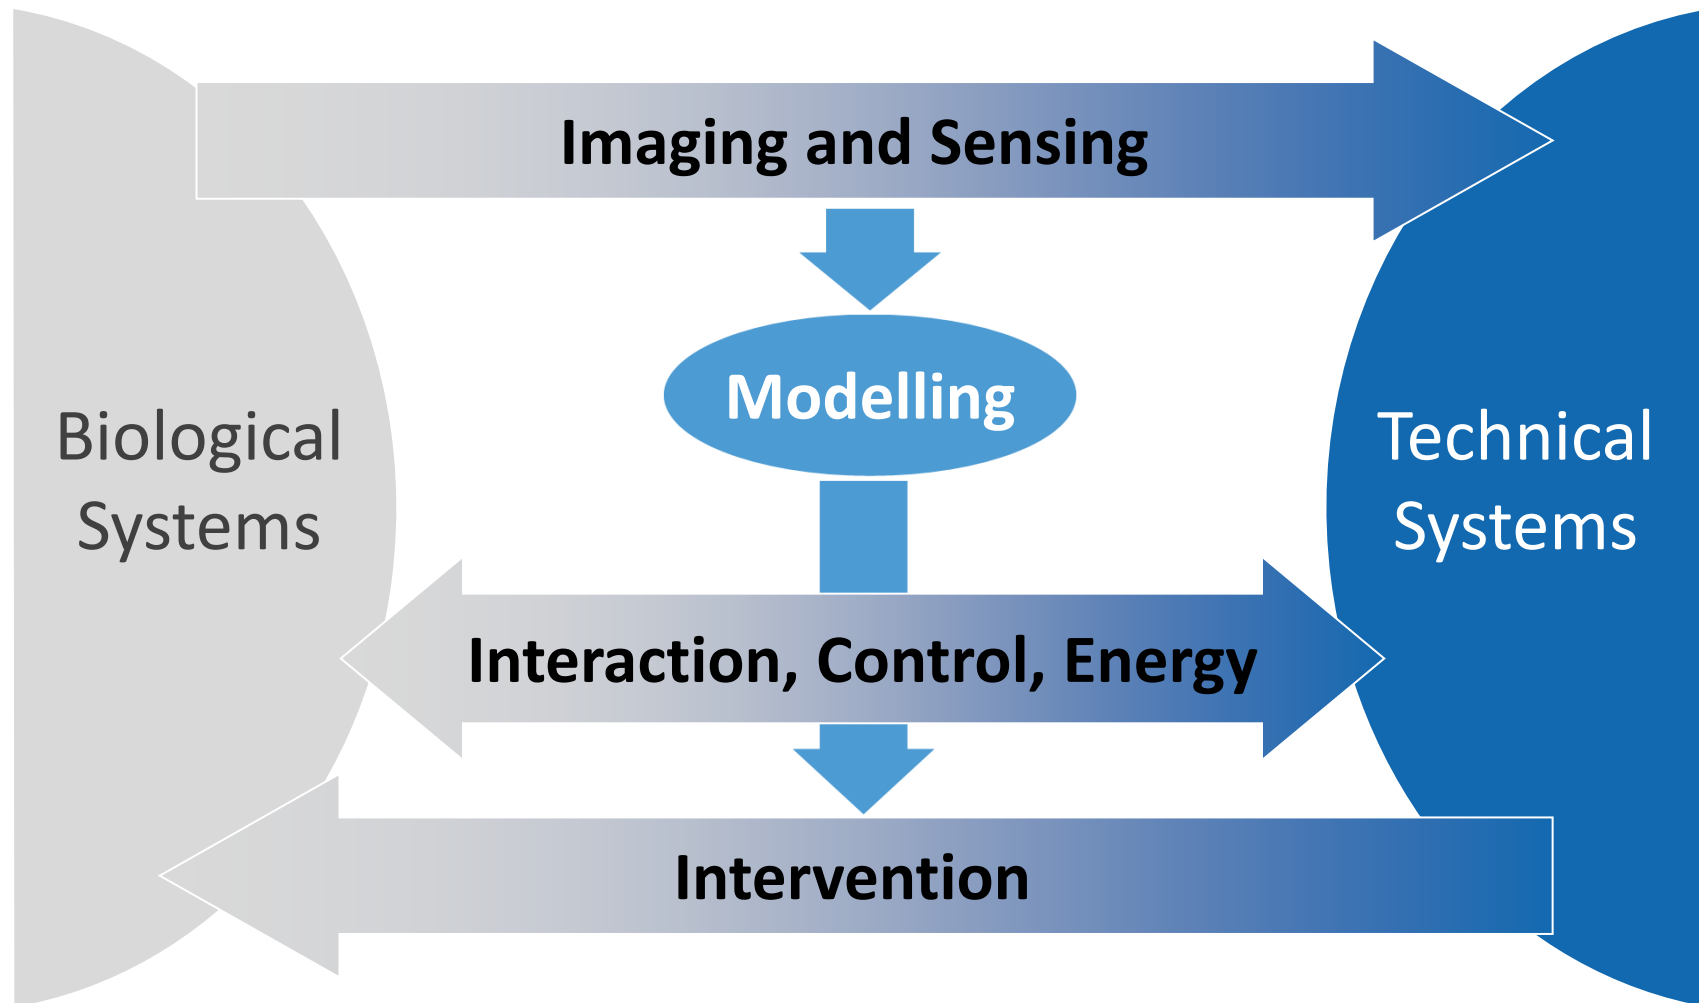 Imaging and Sensing
Modelling
Biological
Systems
Technical
Systems
Interaction, Control, Energy
Intervention